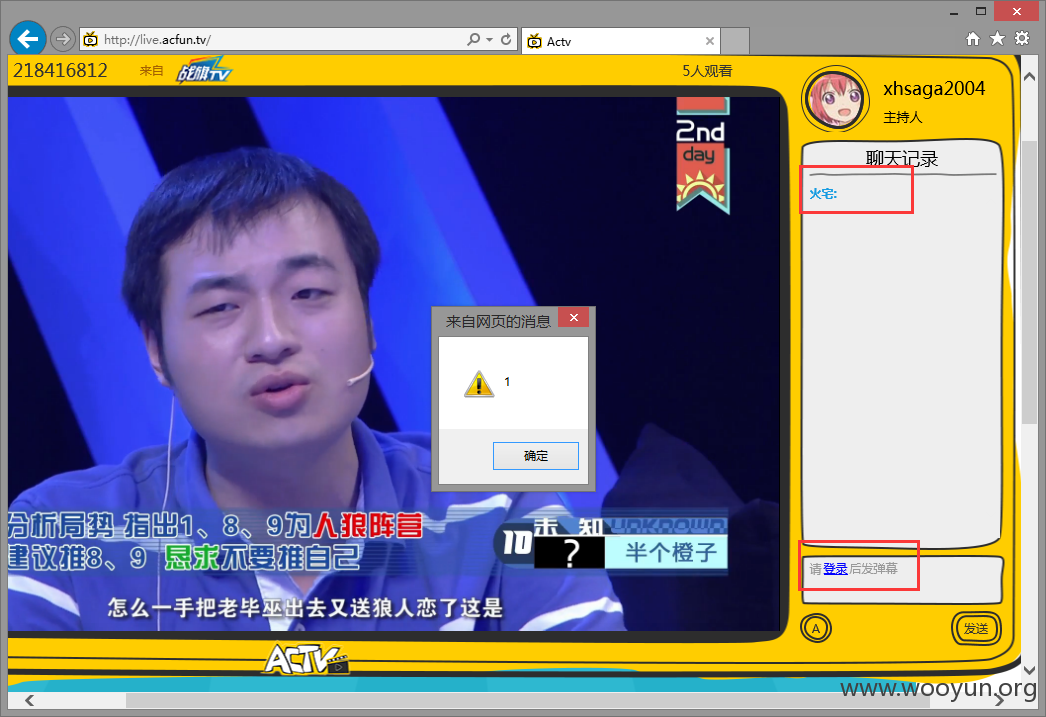 http://live.acfun.tv/
Actv
218416812
来自
战旗TV
5人观看
xhsaga2004
主持人
聊天记录
火宅:
2nd
day
来自网页的消息
1
确定
分析局势 指出1、8、9为人狼阵营
建议推8、9 恳求不要推自己
10
未 知 UNKNOWN
?
半个橙子
怎么一手把老毕巫出去又送狼人恋了这是
请登录后发弹幕
A
发送
ACTV
www.wooyun.org